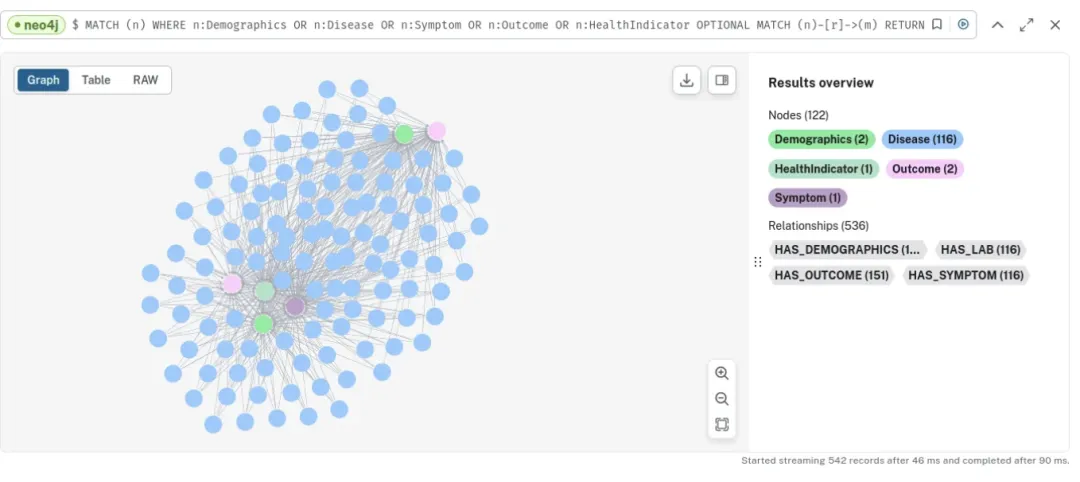 neo4j $ MATCH (n) WHERE n:Demographics OR n:Disease OR n:Symptom OR n:Outcome OR n:HealthIndicator OPTIONAL MATCH (n)-[r]->(m) RETURN
Graph Table RAW
Results overview
Nodes (122)
Demographics (2) Disease (116)
HealthIndicator (1) Outcome (2)
Symptom (1)
Relationships (536)
HAS_DEMOGRAPHICS (1... HAS_LAB (116)
HAS_OUTCOME (151) HAS_SYMPTOM (116)
Started streaming 542 records after 46 ms and completed after 90 ms.